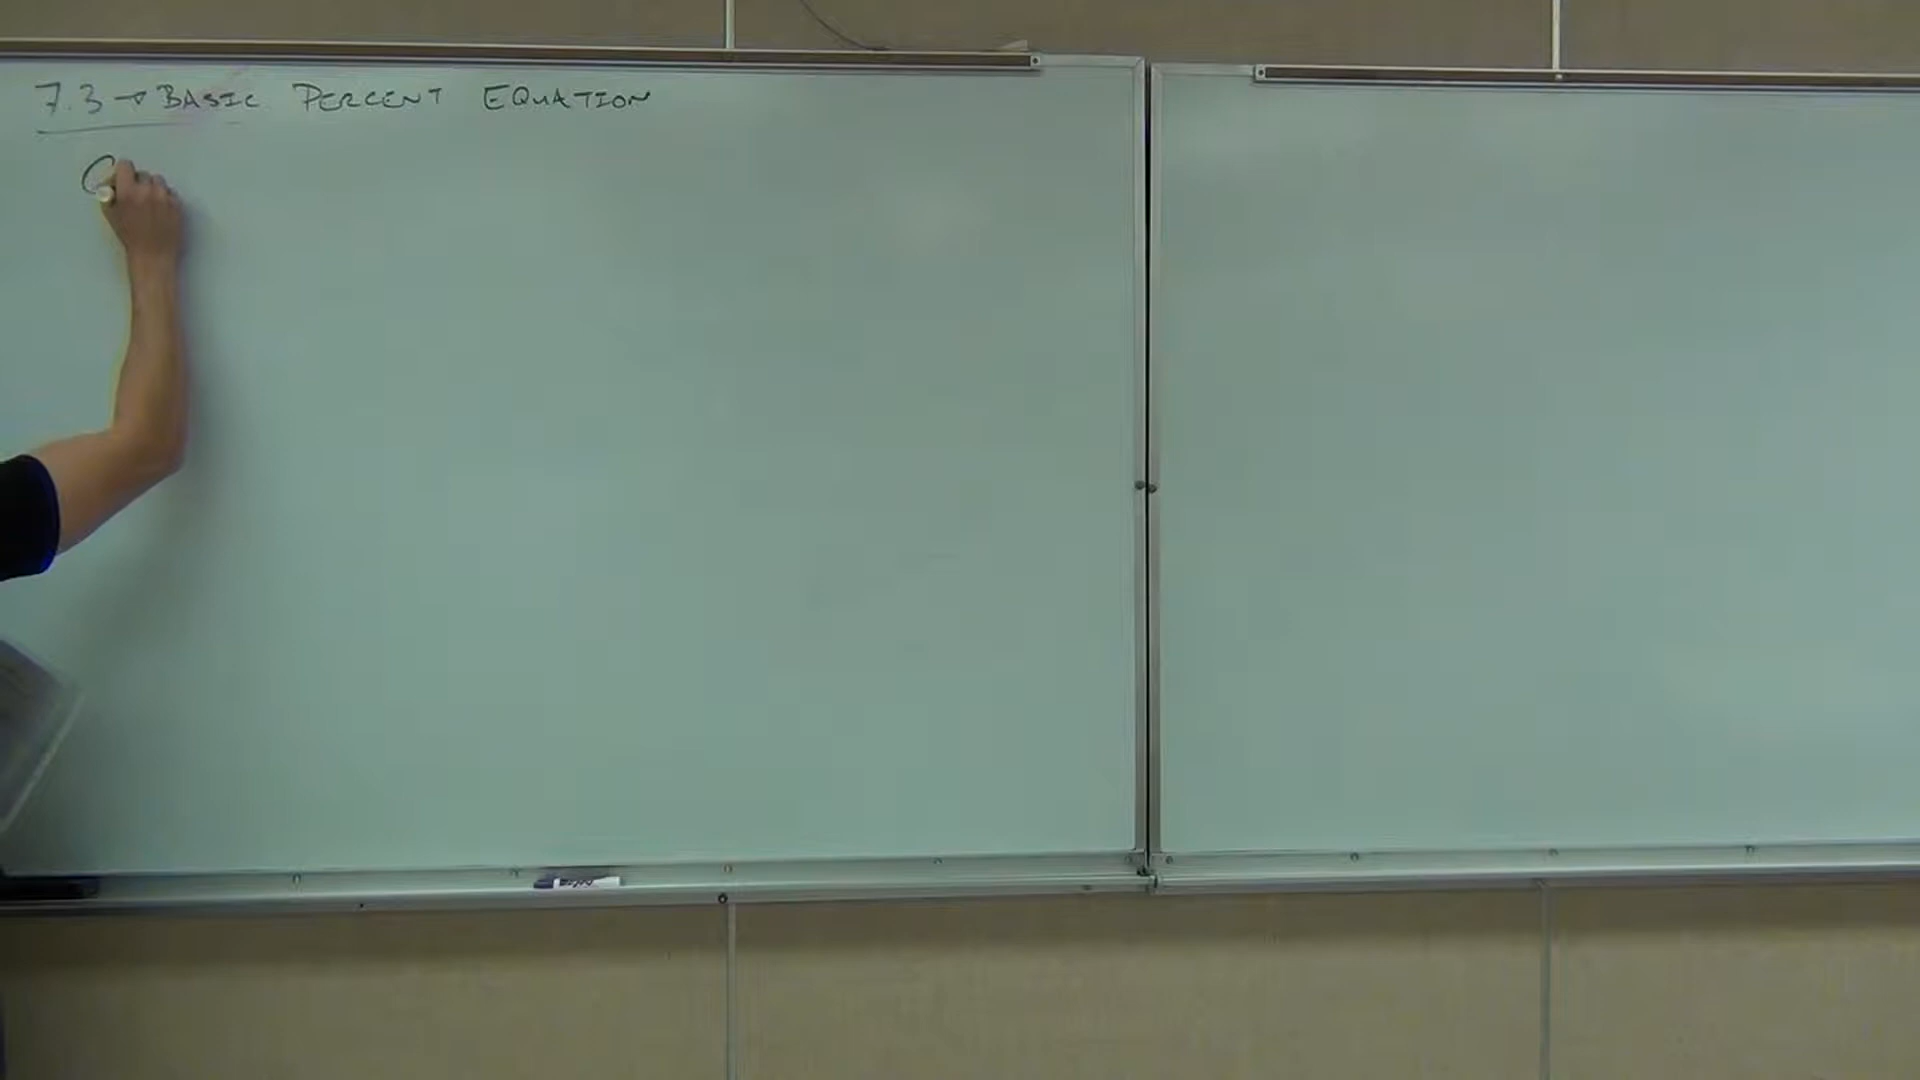 7.3 → BASIC PERCENT EQUATION